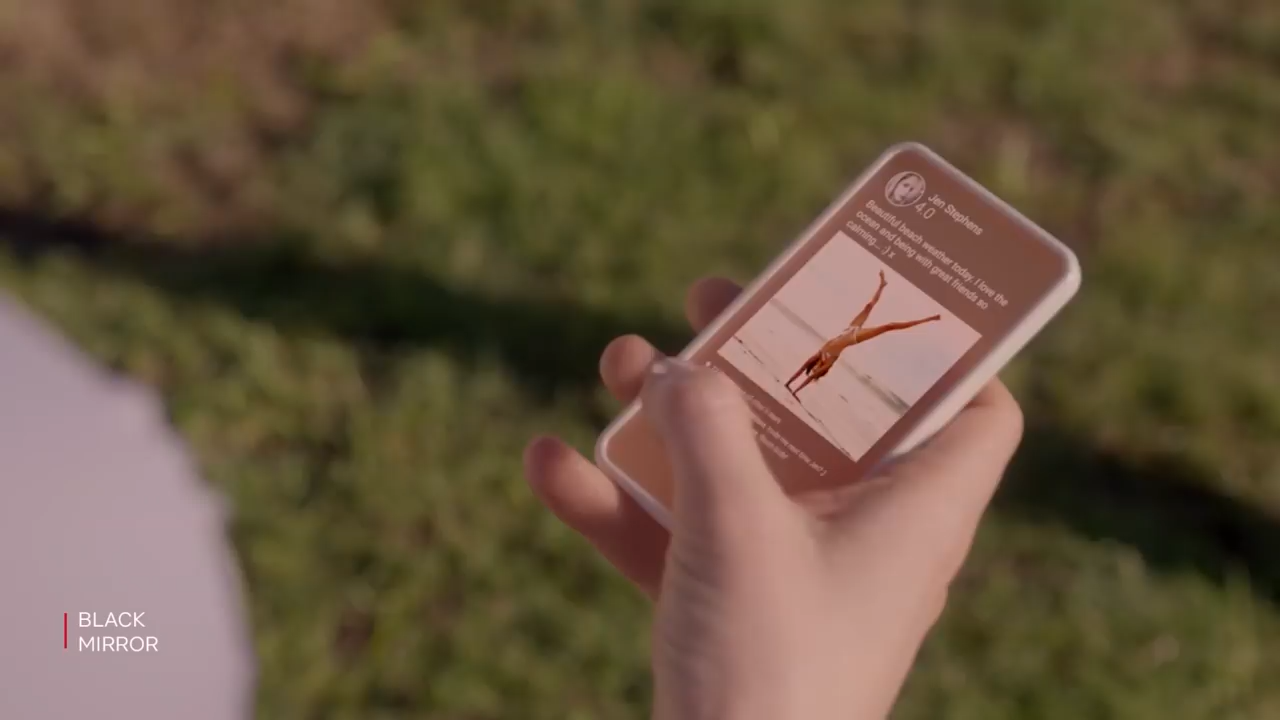 Jen Stephens
4.0
Beautiful beach weather today. I love the
ocean and being with great friends so
calming... :) x
BLACK
MIRROR